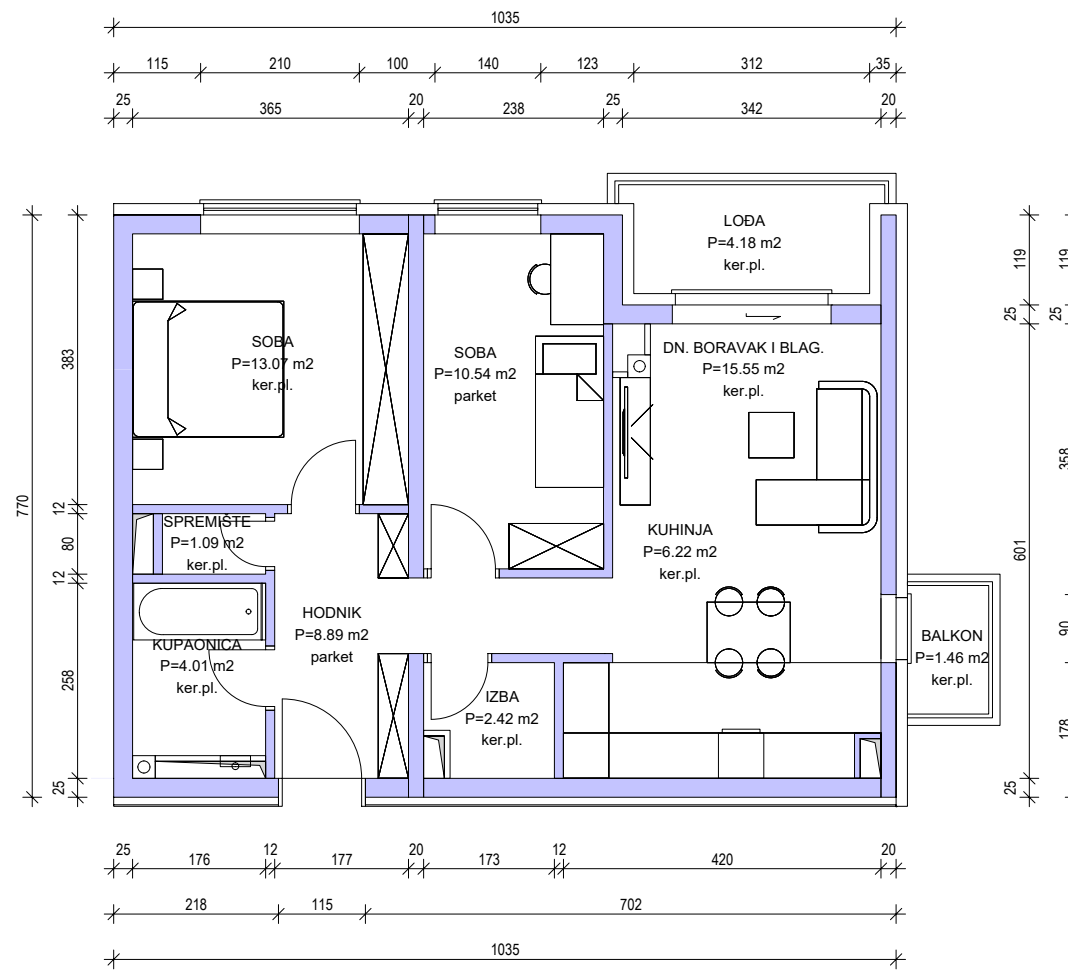 1035
115 210 100 140 123 312 35
25 365 20 238 25 342 20
LOĐA
P=4.18 m2
ker.pl.
SOBA
P=13.07 m2
ker.pl.
SOBA
P=10.54 m2
parket
DN. BORAVAK I BLAG.
P=15.55 m2
ker.pl.
SPREMIŠTE
P=1.09 m2
ker.pl.
KUHINJA
P=6.22 m2
ker.pl.
HODNIK
P=8.89 m2
parket
KUPAONICA
P=4.01 m2
ker.pl.
IZBA
P=2.42 m2
ker.pl.
BALKON
P=1.46 m2
ker.pl.
770
383
12
80
12
258
25
119
25
601
25
119
25
358
90
178
25 176 12 177 20 173 12 420 20
218 115 702
1035